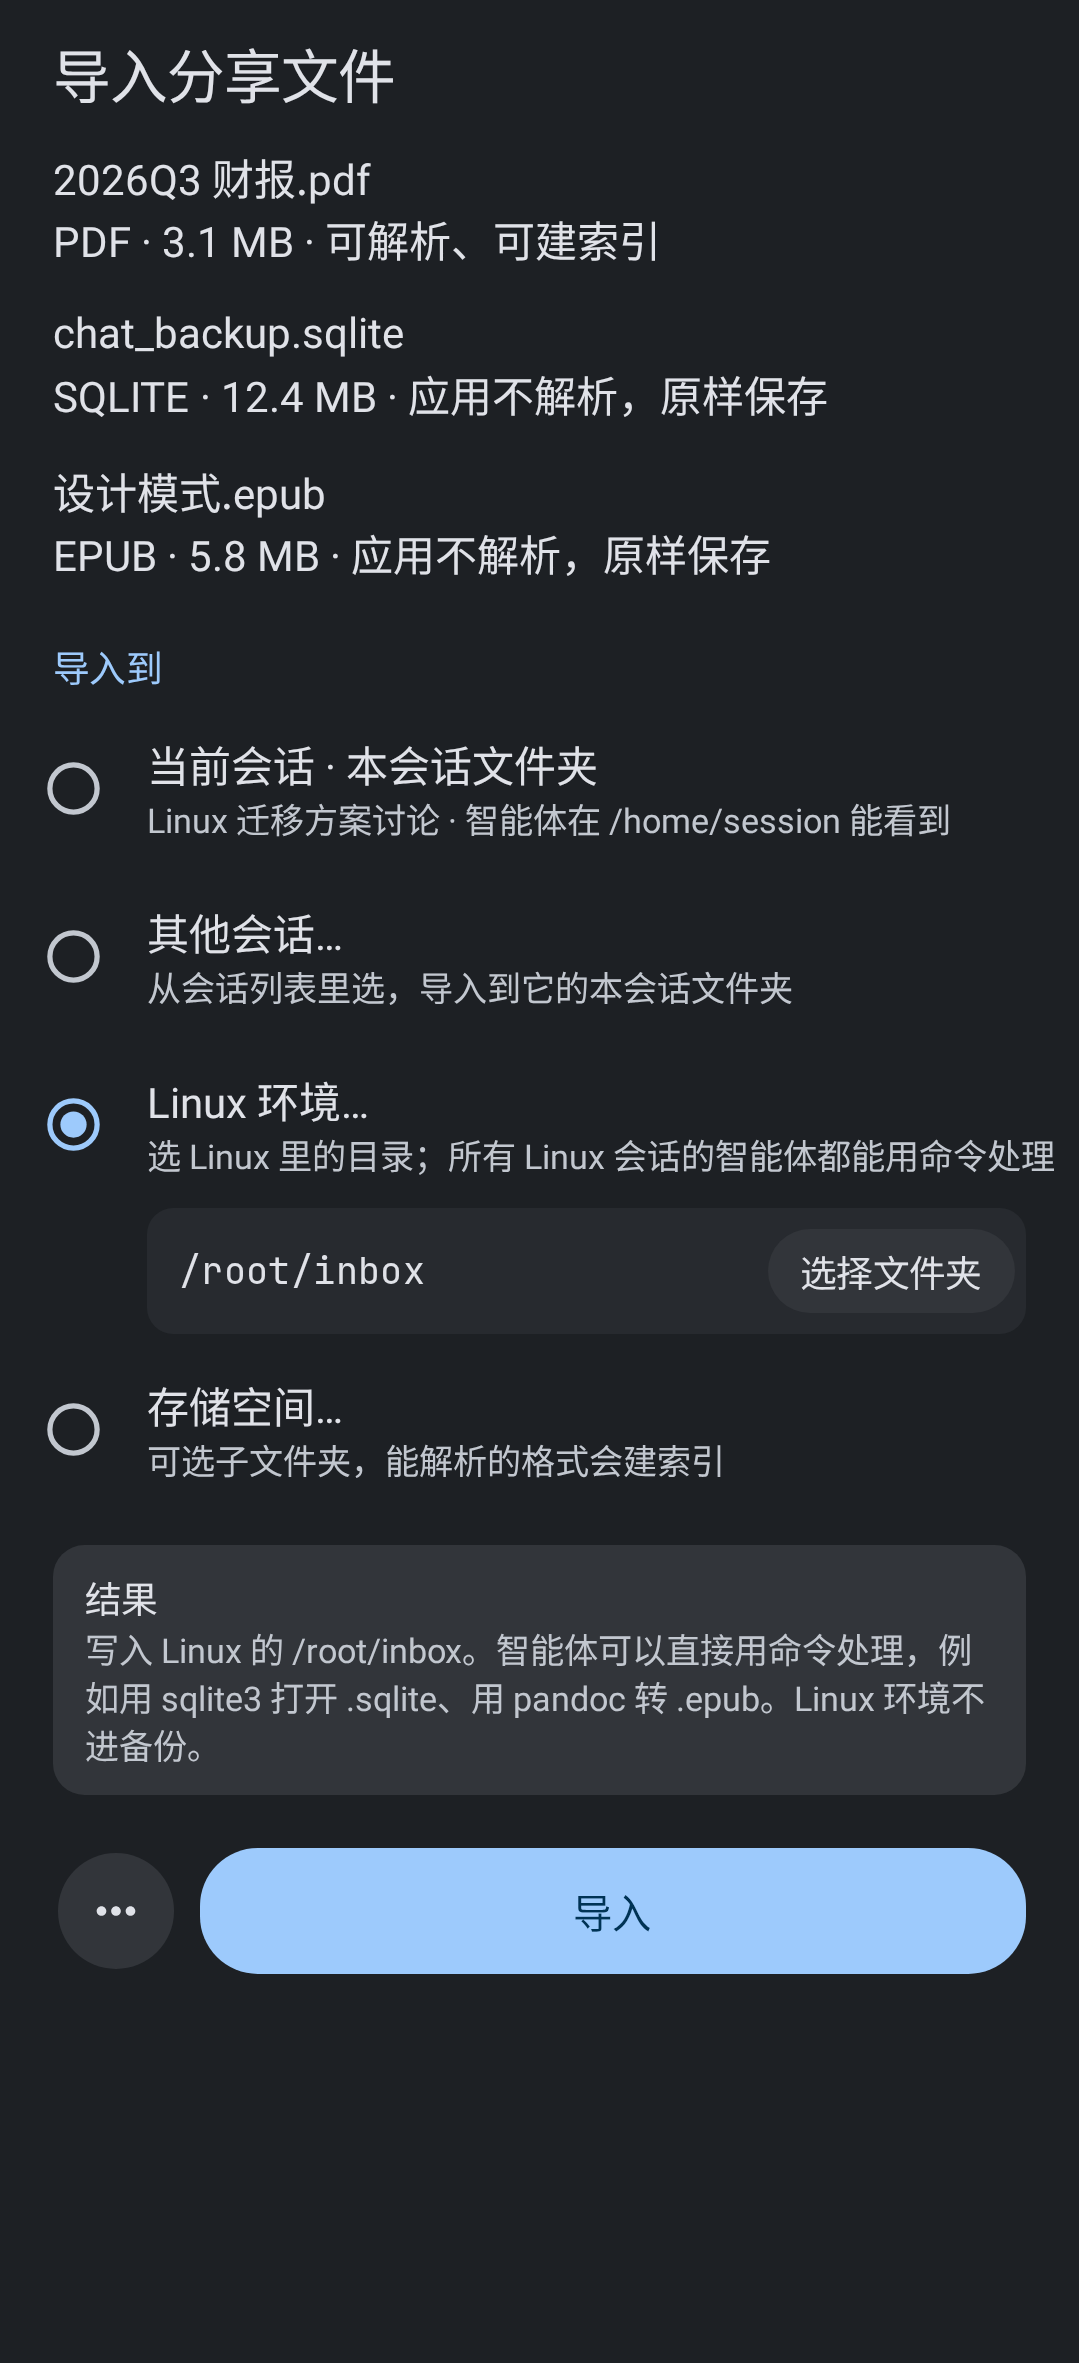 导入分享文件
2026Q3 财报.pdf
PDF · 3.1 MB · 可解析、可建索引
chat_backup.sqlite
SQLITE · 12.4 MB · 应用不解析，原样保存
设计模式.epub
EPUB · 5.8 MB · 应用不解析，原样保存
导入到
当前会话 · 本会话文件夹
Linux 迁移方案讨论 · 智能体在 /home/session 能看到
其他会话…
从会话列表里选，导入到它的本会话文件夹
Linux 环境…
选 Linux 里的目录；所有 Linux 会话的智能体都能用命令处理
/root/inbox
选择文件夹
存储空间…
可选子文件夹，能解析的格式会建索引
结果
写入 Linux 的 /root/inbox。智能体可以直接用命令处理，例
如用 sqlite3 打开 .sqlite、用 pandoc 转 .epub。Linux 环境不
进备份。
导入